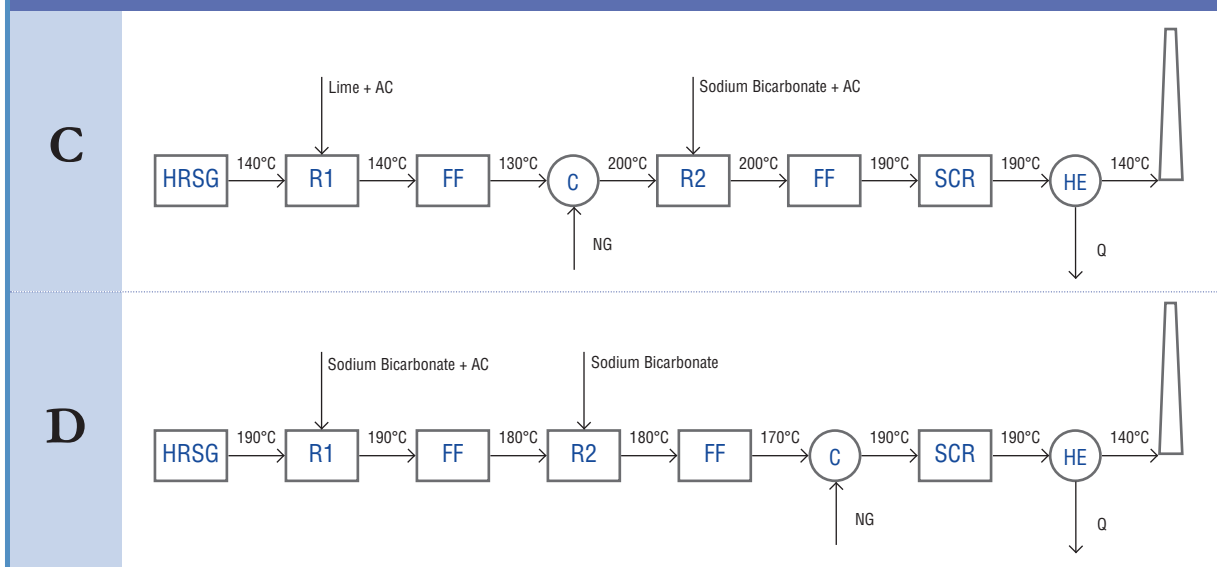 C
Lime + AC
Sodium Bicarbonate + AC
HRSG 140°C R1 140°C FF 130°C C 200°C R2 200°C FF 190°C SCR 190°C HE 140°C
NG
Q
D
Sodium Bicarbonate + AC
Sodium Bicarbonate
HRSG 190°C R1 190°C FF 180°C R2 180°C FF 170°C C 190°C SCR 190°C HE 140°C
NG
Q